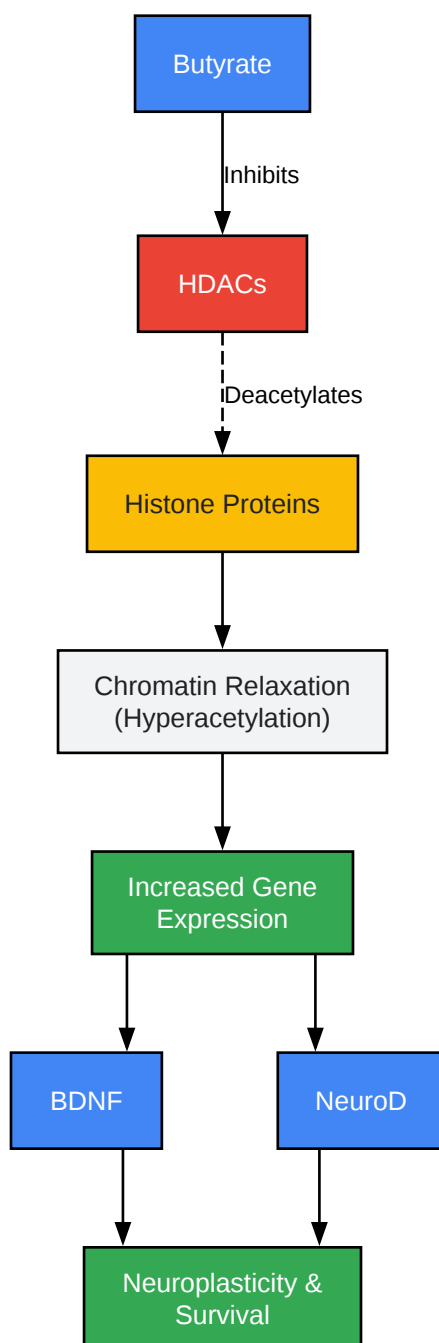 Butyrate
Inhibits
HDACs
Deacetylates
Histone Proteins
Chromatin Relaxation
(Hyperacetylation)
Increased Gene
Expression
BDNF
NeuroD
Neuroplasticity &
Survival